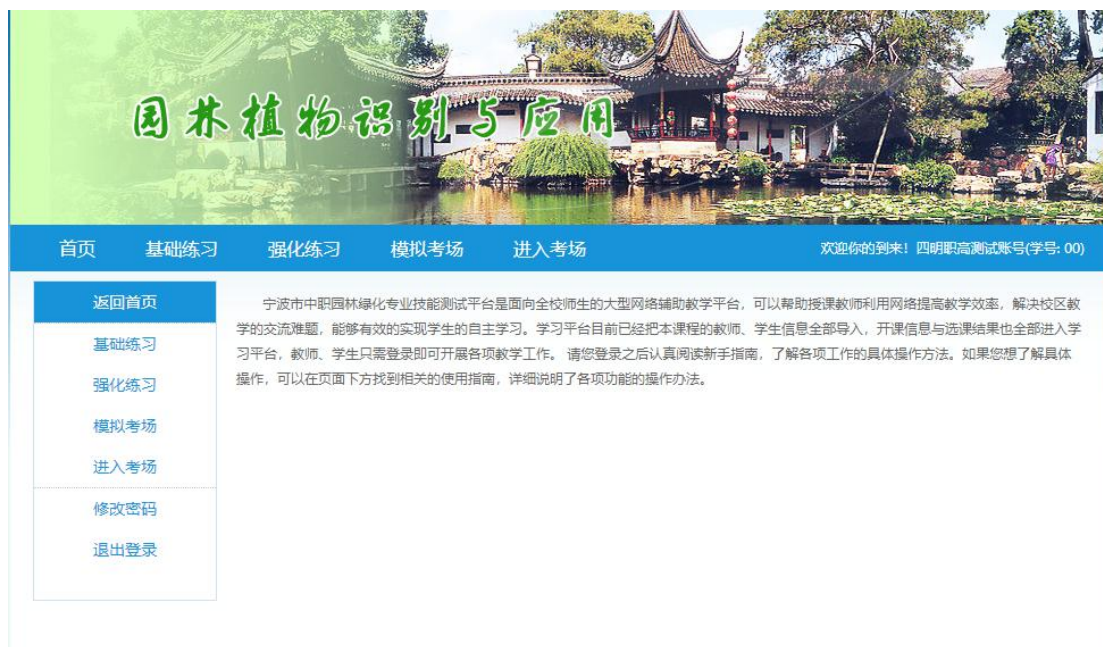 园林植物识别与应用
首页 基础练习 强化练习 模拟考场 进入考场 欢迎你的到来！四明职高测试账号(学号: 00)
返回首页
基础练习
强化练习
模拟考场
进入考场
修改密码
退出登录
宁波市中职园林绿化专业技能测试平台是面向全校师生的大型网络辅助教学平台，可以帮助授课教师利用网络提高教学效率，解决校区教
学的交流难题，能够有效的实现学生的自主学习。学习平台目前已经把本课程的教师、学生信息全部导入，开课信息与选课结果也全部进入学
习平台，教师、学生只需登录即可开展各项教学工作。 请您登录之后认真阅读新手指南，了解各项工作的具体操作方法。如果您想了解具体
操作，可以在页面下方找到相关的使用指南，详细说明了各项功能的操作办法。